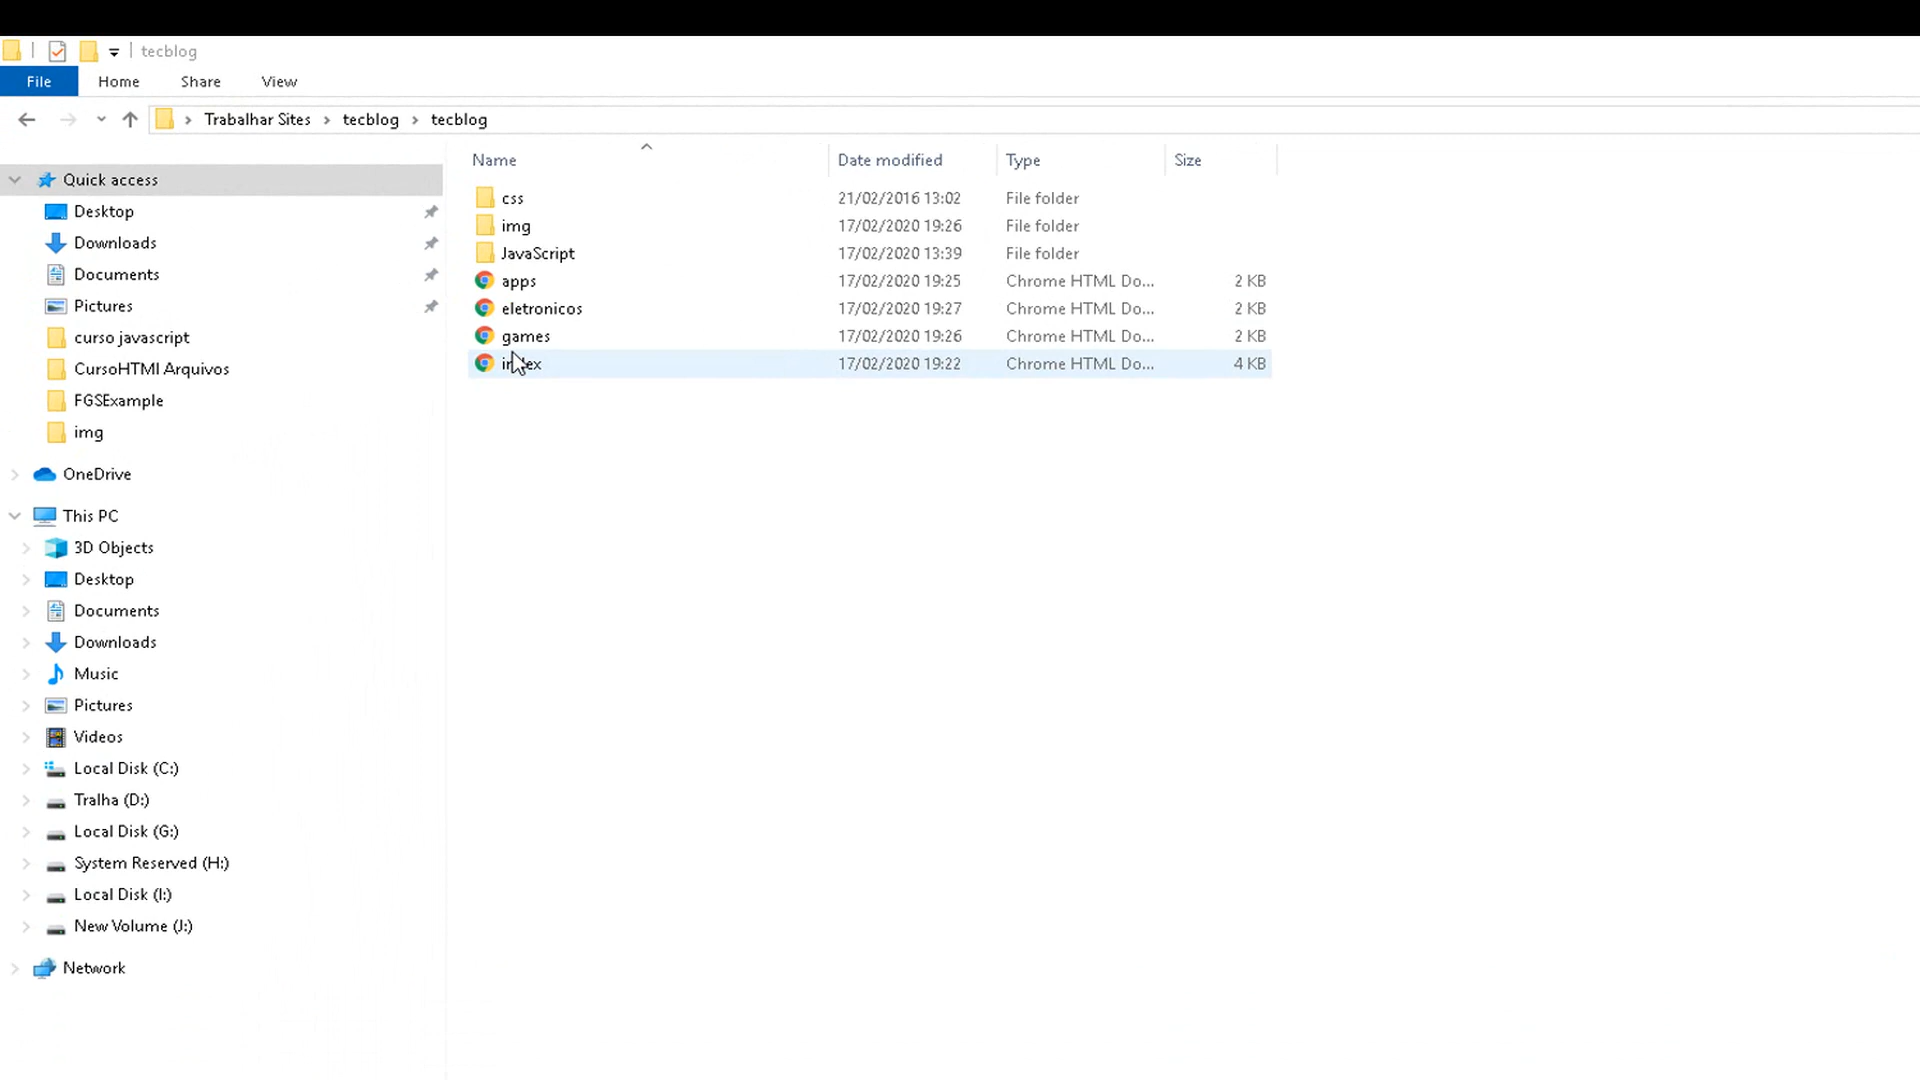 tecblog
File Home Share View
Trabalhar Sites tecblog tecblog
Name Date modified Type Size
Quick access
Desktop
Downloads
Documents
Pictures
curso javascript
CursoHTMl Arquivos
FGSExample
img
OneDrive
This PC
3D Objects
Desktop
Documents
Downloads
Music
Pictures
Videos
Local Disk (C:)
Tralha (D:)
Local Disk (G:)
System Reserved (H:)
Local Disk (I:)
New Volume (J:)
Network
css 21/02/2016 13:02 File folder
img 17/02/2020 19:26 File folder
JavaScript 17/02/2020 13:39 File folder
apps 17/02/2020 19:25 Chrome HTML Do... 2 KB
eletronicos 17/02/2020 19:27 Chrome HTML Do... 2 KB
games 17/02/2020 19:26 Chrome HTML Do... 2 KB
index 17/02/2020 19:22 Chrome HTML Do... 4 KB